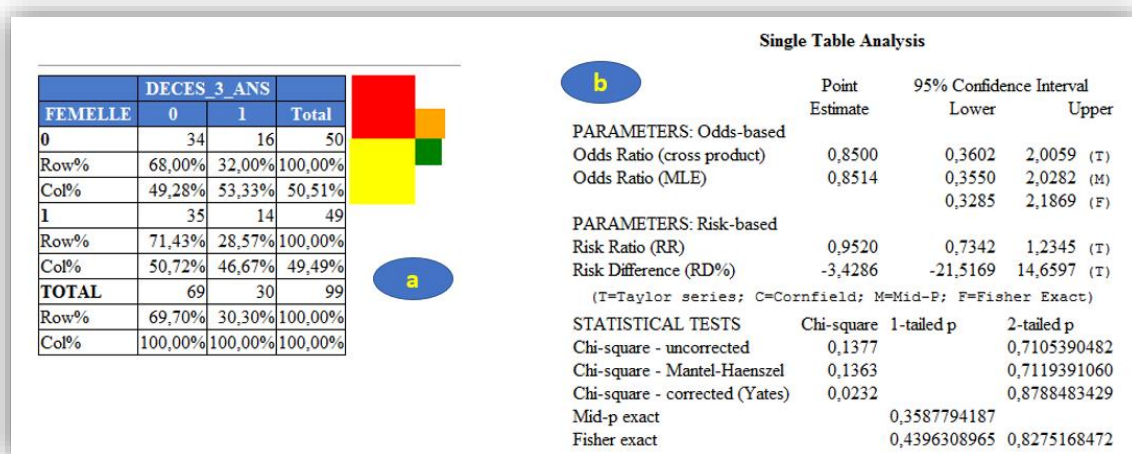 DECES_3_ANS
FEMELLE 0 1 Total
0 34 16 50
Row% 68,00% 32,00% 100,00%
Col% 49,28% 53,33% 50,51%
1 35 14 49
Row% 71,43% 28,57% 100,00%
Col% 50,72% 46,67% 49,49%
TOTAL 69 30 99
Row% 69,70% 30,30% 100,00%
Col% 100,00% 100,00% 100,00%
a
Single Table Analysis
b
Point 95% Confidence Interval
Estimate Lower Upper
PARAMETERS: Odds-based
Odds Ratio (cross product) 0,8500 0,3602 2,0059 (T)
Odds Ratio (MLE) 0,8514 0,3550 2,0282 (M)
0,3285 2,1869 (F)
PARAMETERS: Risk-based
Risk Ratio (RR) 0,9520 0,7342 1,2345 (T)
Risk Difference (RD%) -3,4286 -21,5169 14,6597 (T)
(T=Taylor series; C=Cornfield; M=Mid-P; F=Fisher Exact)
STATISTICAL TESTS Chi-square 1-tailed p 2-tailed p
Chi-square - uncorrected 0,1377 0,7105390482
Chi-square - Mantel-Haenszel 0,1363 0,7119391060
Chi-square - corrected (Yates) 0,0232 0,8788483429
Mid-p exact 0,3587794187
Fisher exact 0,4396308965 0,8275168472